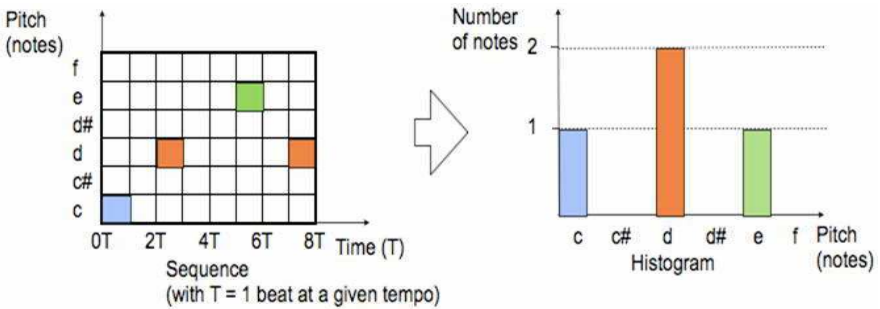 Pitch
(notes)
f
e
d#
d
c#
c
0T 2T 4T 6T 8T Time (T)
Sequence
(with T = 1 beat at a given tempo)
Number
of notes 2
1
c c# d d# e f Pitch
(notes)
Histogram